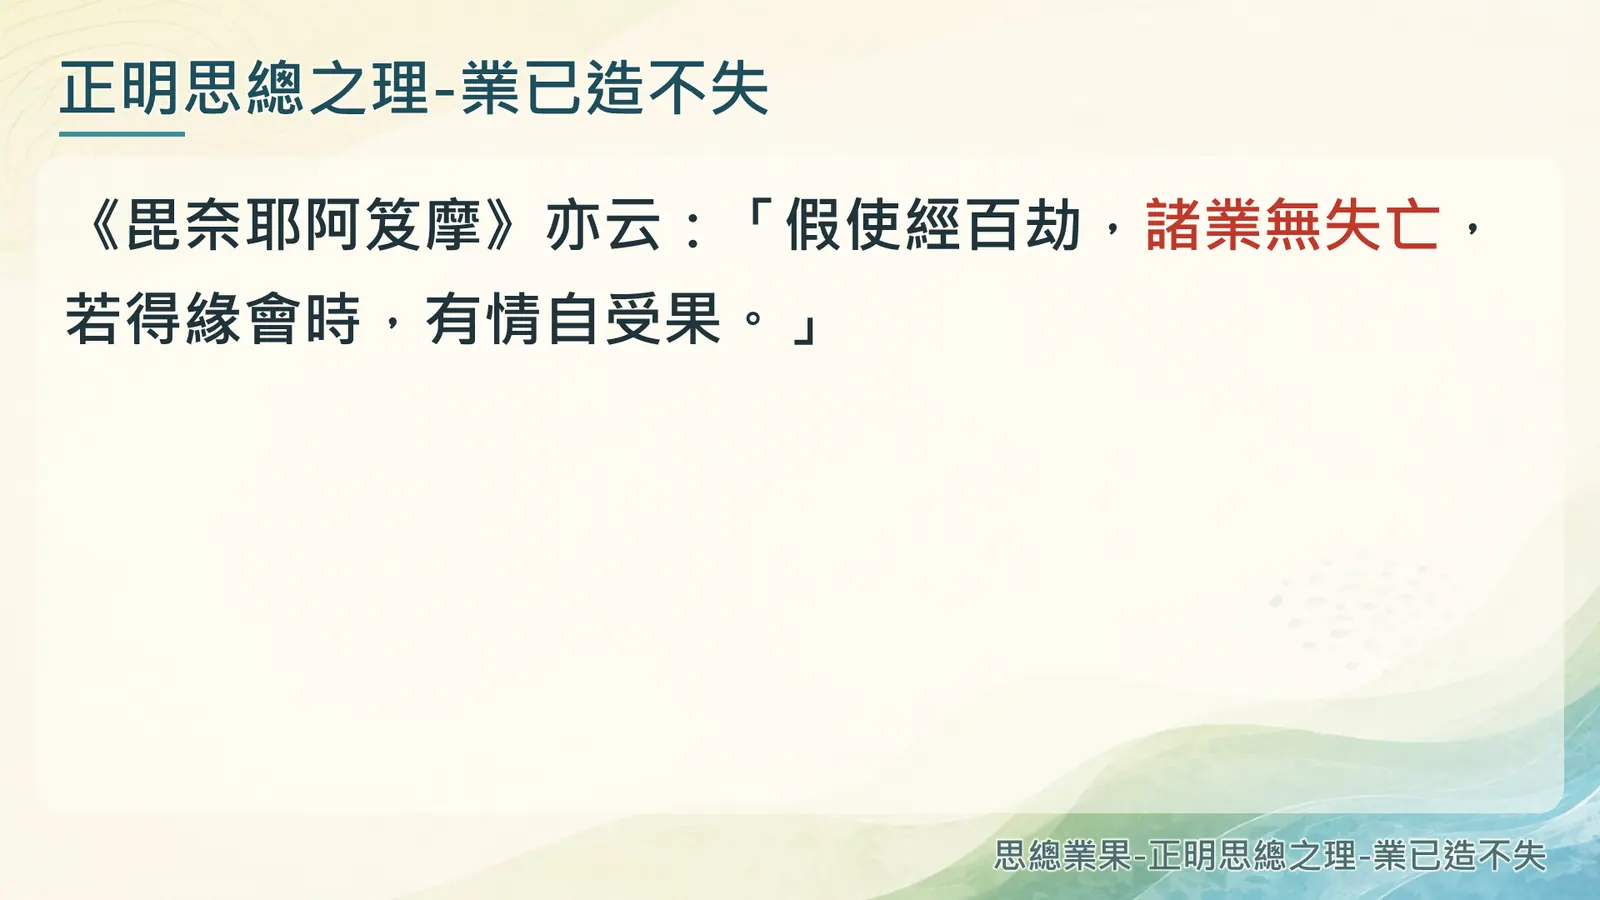 正明思總之理-業已造不失
《毘奈耶阿笈摩》亦云：「假使經百劫，諸業無失亡，
若得緣會時，有情自受果。」
思總業果-正明思總之理-業已造不失